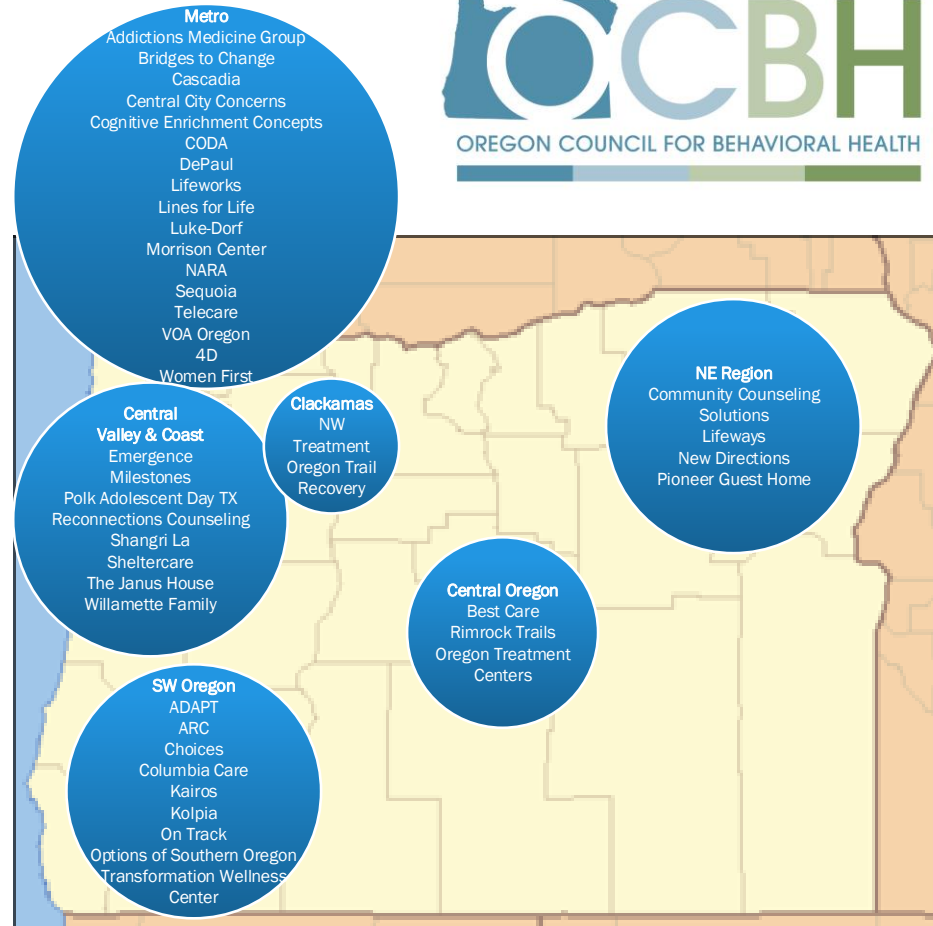 Metro
Addictions Medicine Group
Bridges to Change
Cascadia
Central City Concerns
Cognitive Enrichment Concepts
CODA
DePaul
Lifeworks
Lines for Life
Luke-Dorf
Morrison Center
NARA
Sequoia
Telecare
VOA Oregon
4D
Women First
OCBH
OREGON COUNCIL FOR BEHAVIORAL HEALTH
Central
Valley & Coast
Emergence
Milestones
Polk Adolescent Day TX
Reconnections Counseling
Shangri La
Sheltercare
The Janus House
Willamette Family
Clackamas
NW
Treatment
Oregon Trail
Recovery
NE Region
Community Counseling
Solutions
Lifeways
New Directions
Pioneer Guest Home
Central Oregon
Best Care
Rimrock Trails
Oregon Treatment
Centers
SW Oregon
ADAPT
ARC
Choices
Columbia Care
Kairos
Kolpia
On Track
Options of Southern Oregon
Transformation Wellness
Center